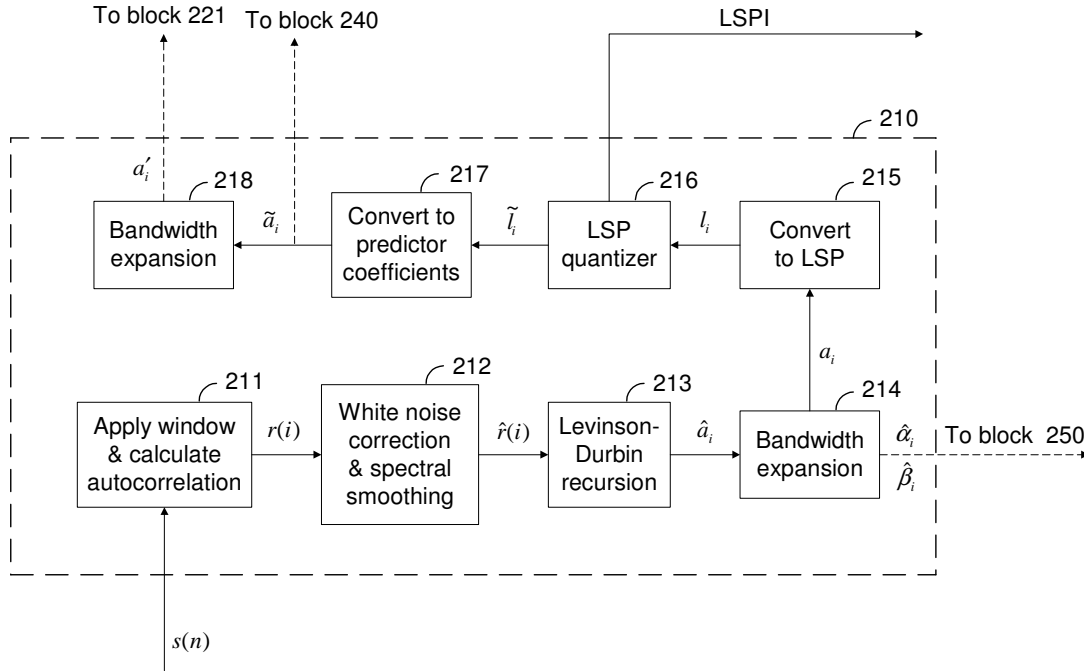 To block 221
To block 240
LSPI
210
a′ᵢ
218
Bandwidth
expansion
ãᵢ
217
Convert to
predictor
coefficients
l̃ᵢ
216
LSP
quantizer
lᵢ
215
Convert
to LSP
aᵢ
211
Apply window
& calculate
autocorrelation
r(i)
212
White noise
correction
& spectral
smoothing
r̂(i)
213
Levinson-
Durbin
recursion
âᵢ
214
Bandwidth
expansion
α̂ᵢ
β̂ᵢ
To block 250
s(n)